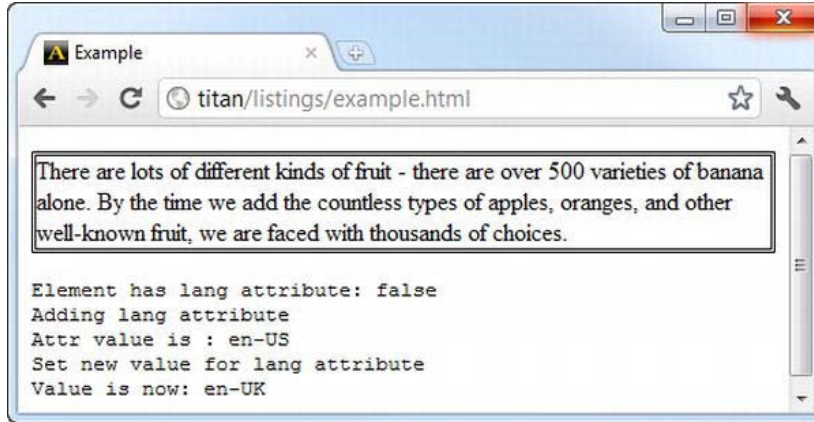 Example
titan/listings/example.html
There are lots of different kinds of fruit - there are over 500 varieties of banana
alone. By the time we add the countless types of apples, oranges, and other
well-known fruit, we are faced with thousands of choices.
Element has lang attribute: false
Adding lang attribute
Attr value is : en-US
Set new value for lang attribute
Value is now: en-UK